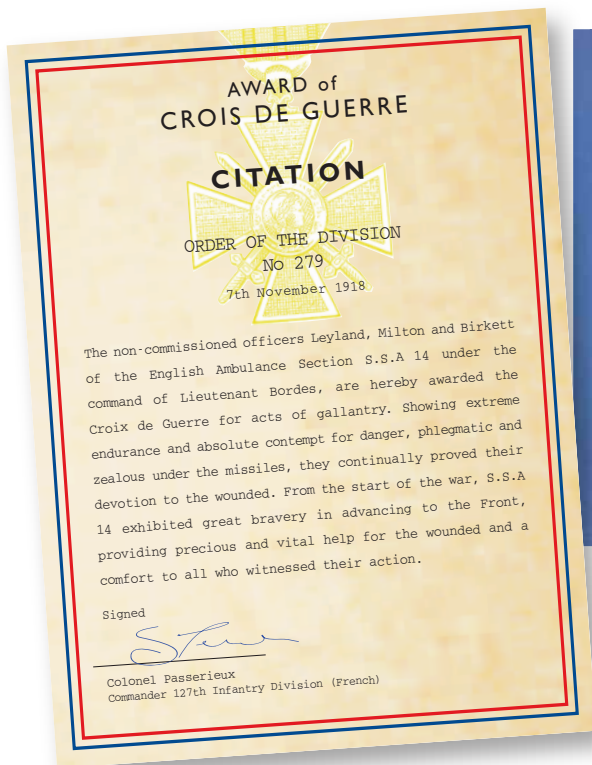 AWARD of
CROIS DE GUERRE
CITATION
ORDER OF THE DIVISION
No 279
7th November 1918
The non-commissioned officers Leyland, Milton and Birkett
of the English Ambulance Section S.S.A 14 under the
command of Lieutenant Bordes, are hereby awarded the
Croix de Guerre for acts of gallantry. Showing extreme
endurance and absolute contempt for danger, phlegmatic and
zealous under the missiles, they continually proved their
devotion to the wounded. From the start of the war, S.S.A
14 exhibited great bravery in advancing to the Front,
providing precious and vital help for the wounded and a
comfort to all who witnessed their action.
Signed
Colonel Passerieux
Commander 127th Infantry Division (French)